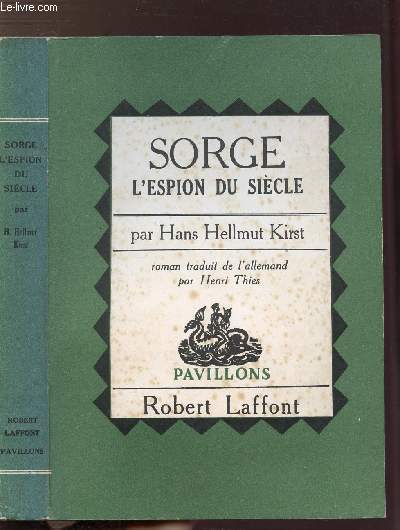 SORGE
L'ESPION
DU
SIÈCLE
par
H. Hellmut
Kirst
ROBERT
LAFFONT
PAVILLONS
SORGE
L'ESPION DU SIÈCLE
par Hans Hellmut Kirst
roman traduit de l'allemand
par Henri Thies
PAVILLONS
Robert Laffont
le-livre